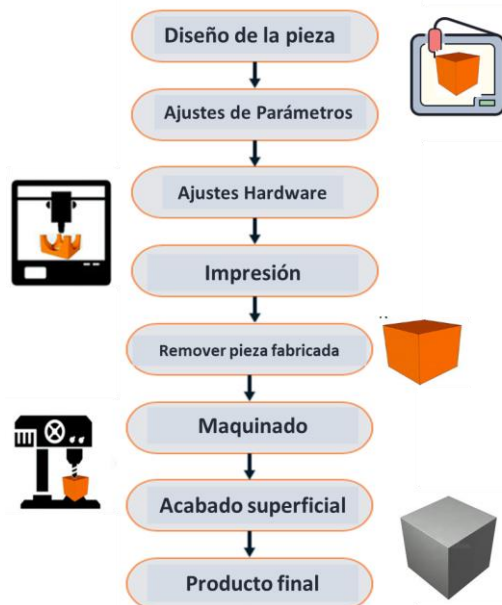 Diseño de la pieza
Ajustes de Parámetros
Ajustes Hardware
Impresión
Remover pieza fabricada
Maquinado
Acabado superficial
Producto final